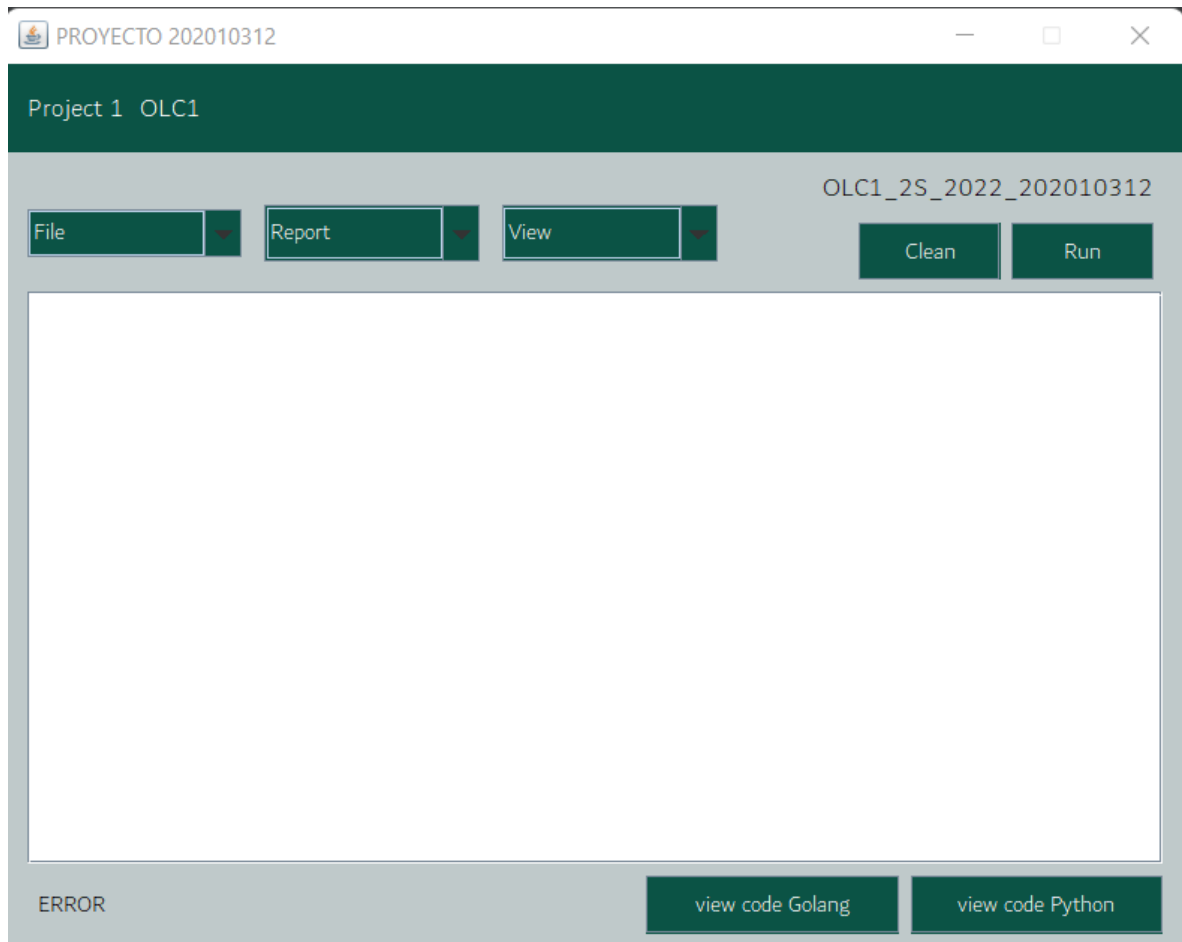 PROYECTO 202010312
Project 1 OLC1
OLC1_2S_2022_202010312
File Report View
Clean Run
ERROR
view code Golang view code Python